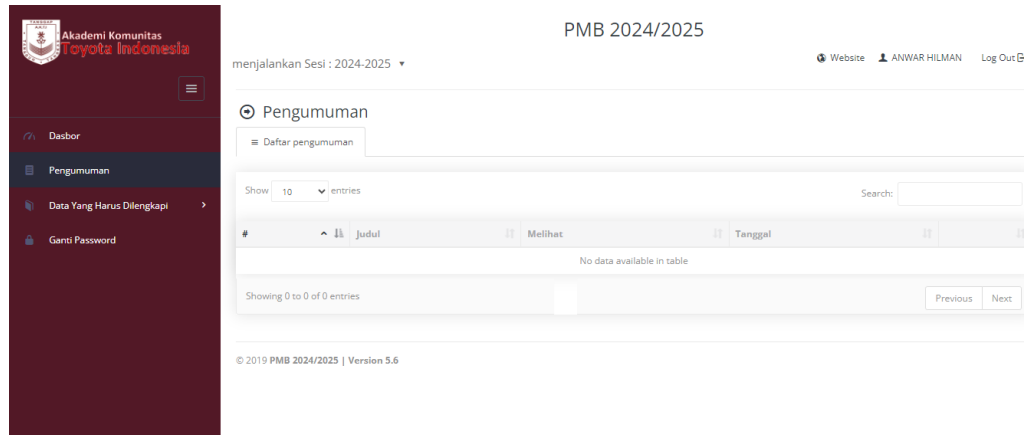 TANGGAP
Akademi Komunitas
Toyota Indonesia
PMB 2024/2025
menjalankan Sesi : 2024-2025
Website ANWAR HILMAN Log Out
Dasbor
Pengumuman
Data Yang Harus Dilengkapi
Ganti Password
Pengumuman
Daftar pengumuman
Show 10 entries
Search:
# Judul Melihat Tanggal
No data available in table
Showing 0 to 0 of 0 entries
Previous Next
© 2019 PMB 2024/2025 | Version 5.6